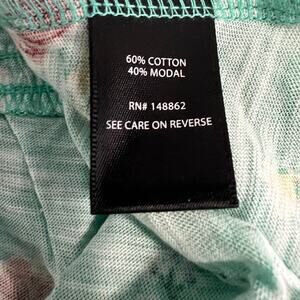 60% COTTON
40% MODAL
RN# 148862
SEE CARE ON REVERSE